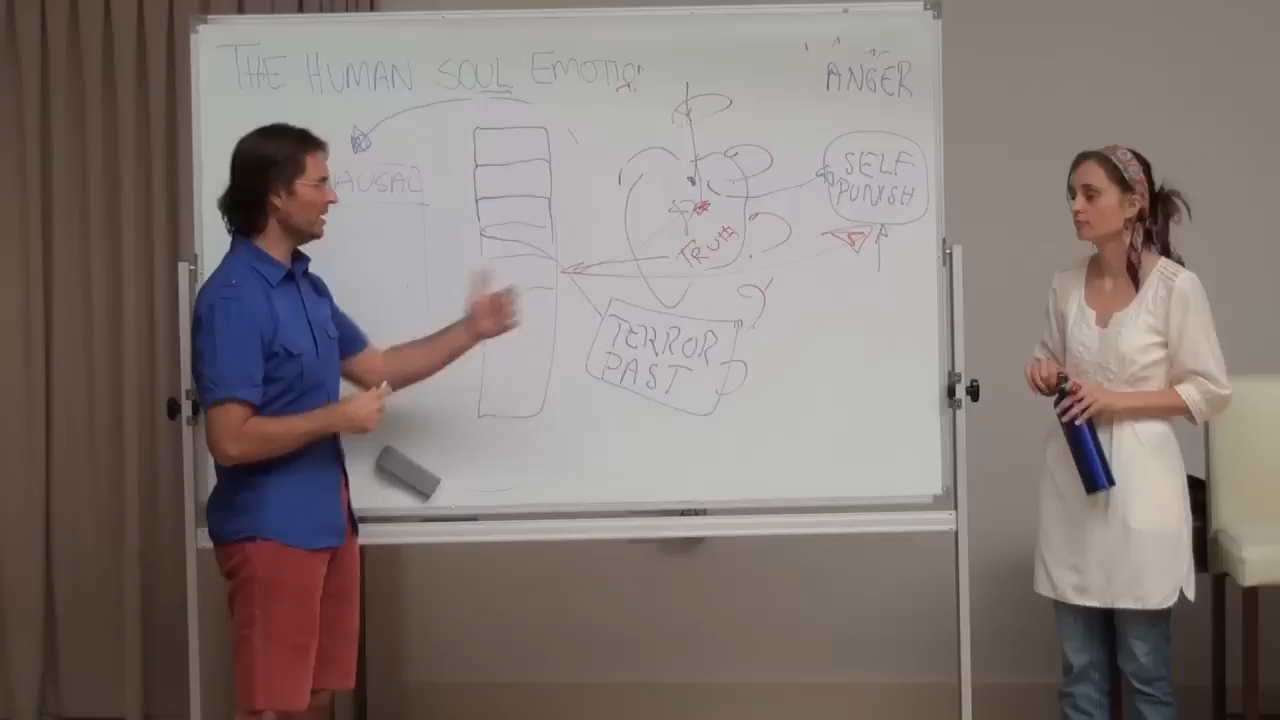 THE HUMAN SOUL EMOTIO
ANGER
AUSAL
SELF
PUNISH
TRUTH
TERROR
PAST